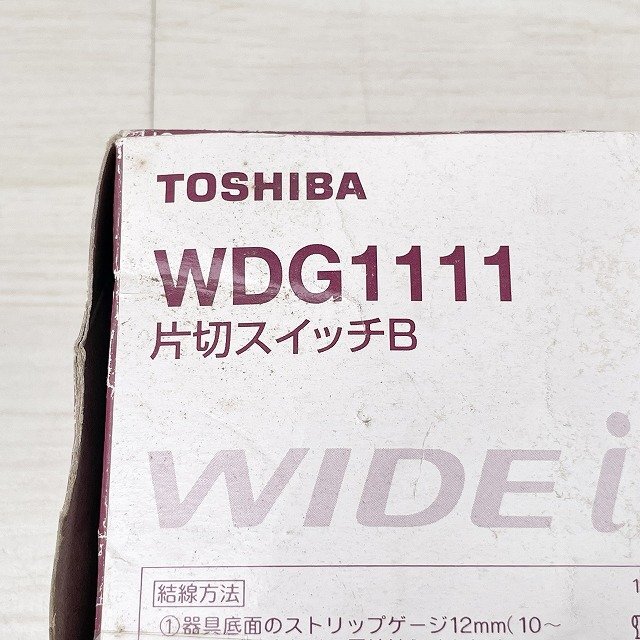 TOSHIBA
WDG1111
片切スイッチB
WIDE i
結線方法
①器具底面のストリップゲージ12mm(10~